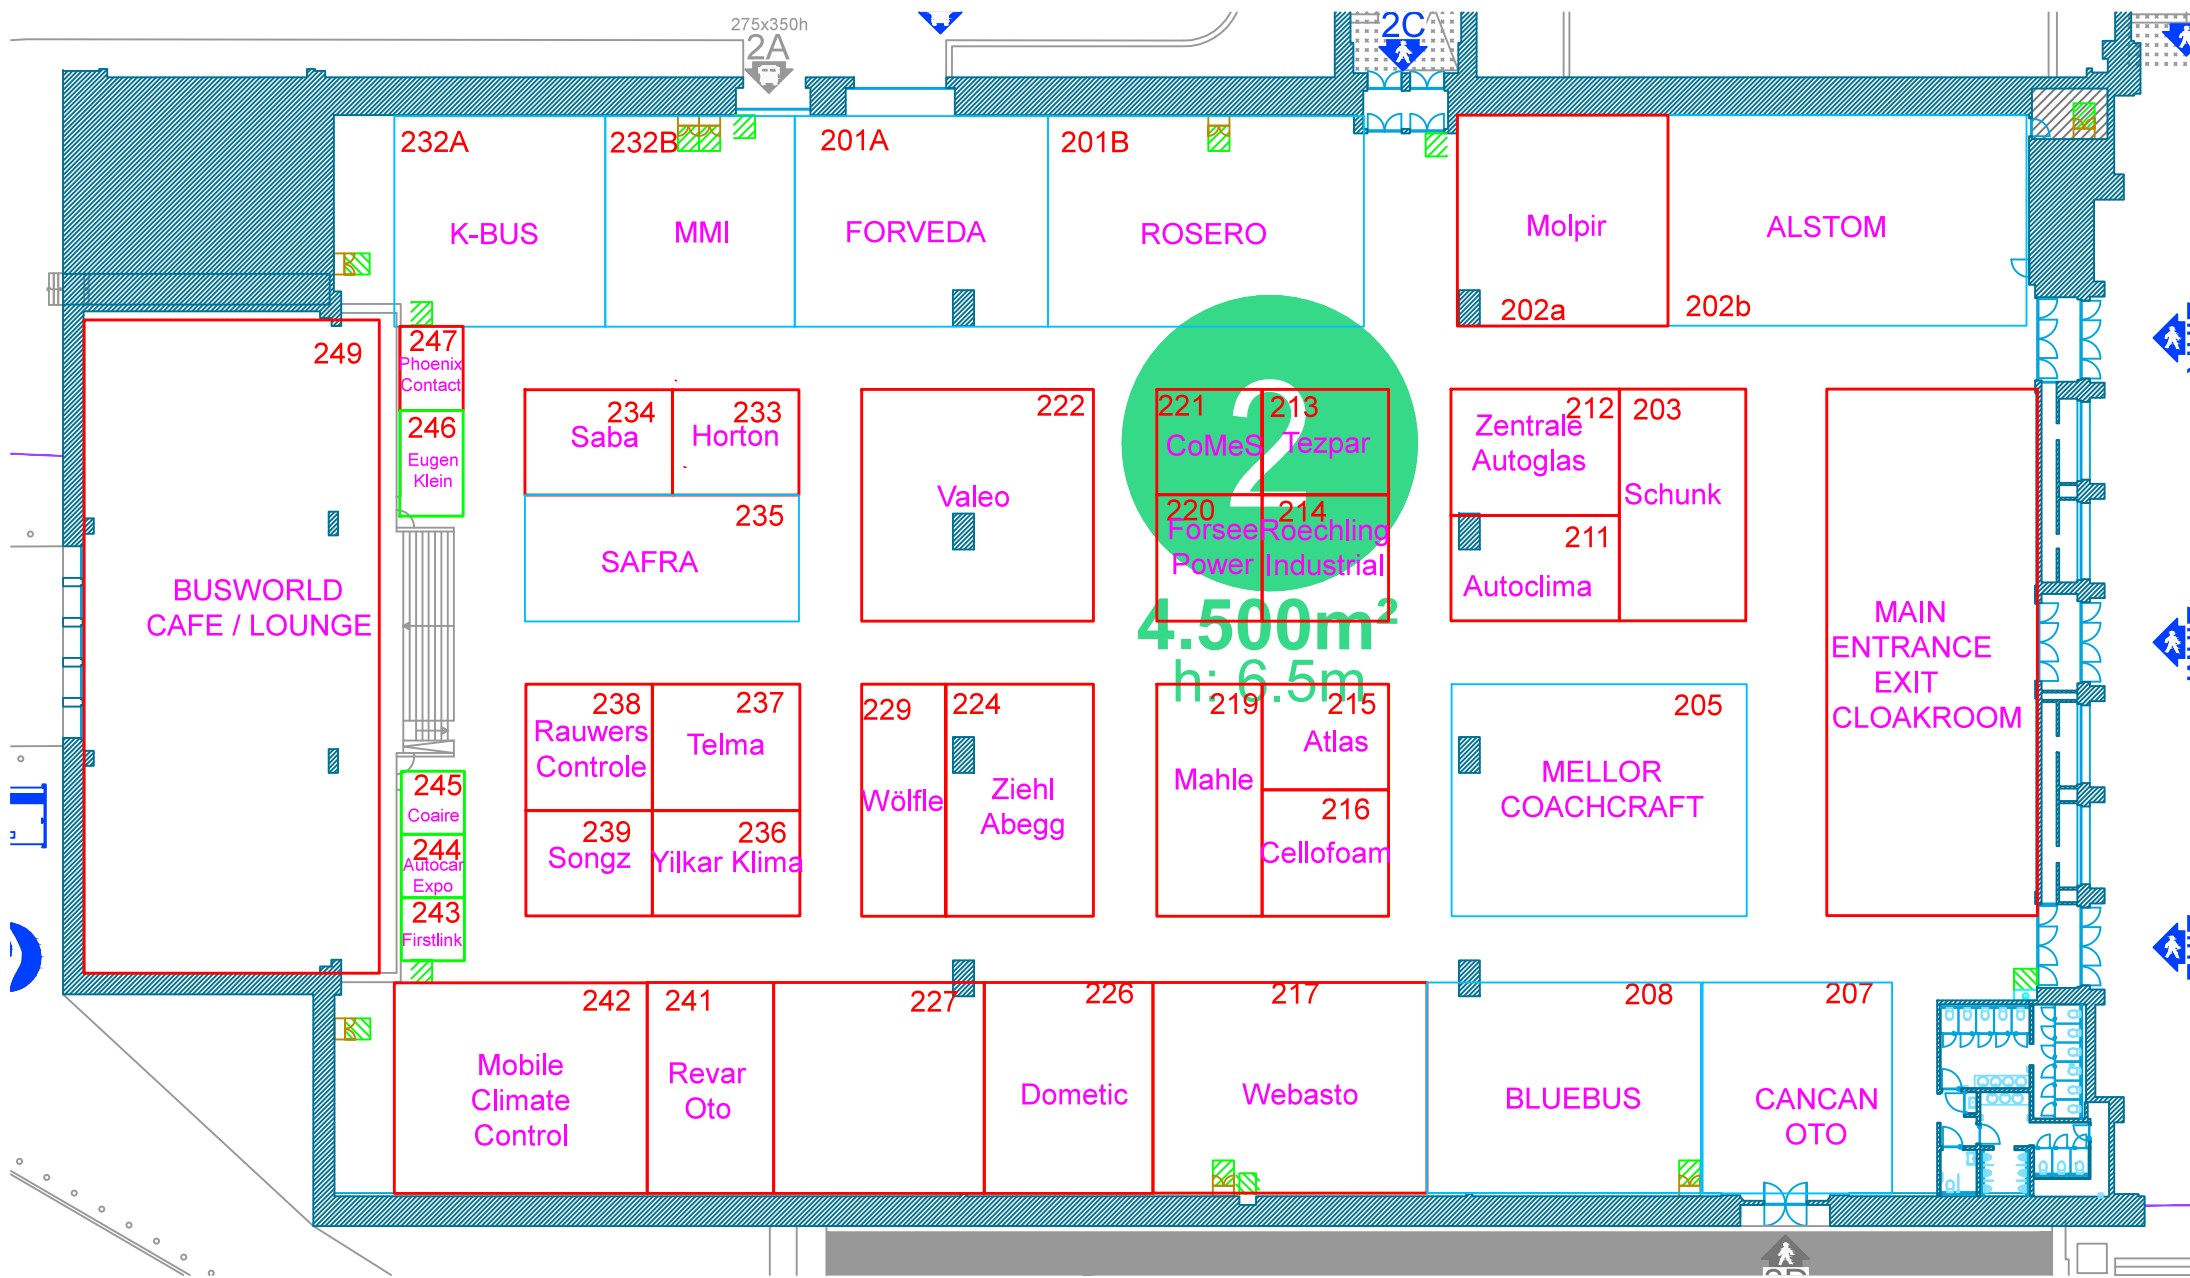 275x350h
2A
2C
232A
232B
201A
201B
K-BUS
MMI
FORVEDA
ROSERO
Molpir
ALSTOM
202a
202b
249
247
Phoenix
Contact
246
Eugen
Klein
234
Saba
233
Horton
222
Valeo
2
221
CoMeS
213
Tezpar
212
Zentrale
Autoglas
203
Schunk
235
SAFRA
220
Forsee
Power
214
Roechling
Industrial
211
Autoclima
4.500m²
h: 6.5m
BUSWORLD
CAFE / LOUNGE
MAIN
ENTRANCE
EXIT
CLOAKROOM
238
Rauwers
Controle
237
Telma
229
Wölfle
224
Ziehl
Abegg
219
Mahle
215
Atlas
205
MELLOR
COACHCRAFT
245
Coaire
244
Autocar
Expo
243
Firstlink
239
Songz
236
Yilkar Klima
216
Cellofoam
242
Mobile
Climate
Control
241
Revar
Oto
227
226
Dometic
217
Webasto
208
BLUEBUS
207
CANCAN
OTO